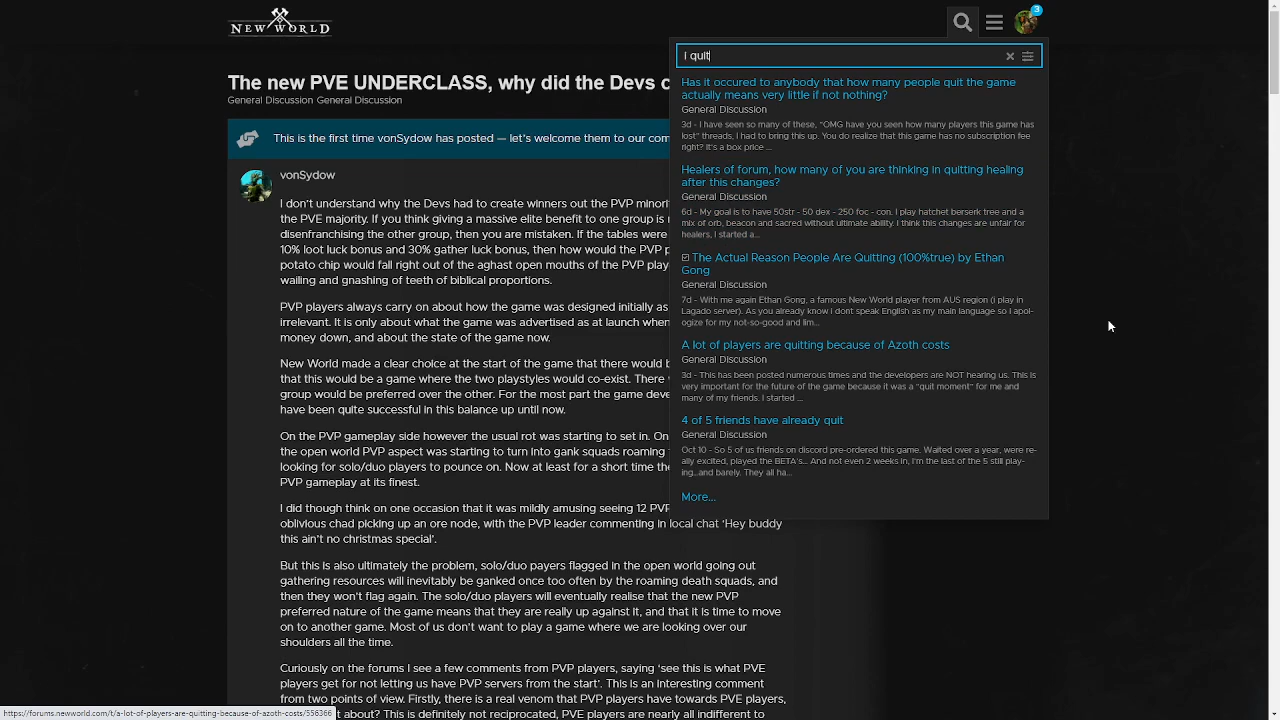 NEW WORLD
3
i quit
The new PVE UNDERCLASS, why did the Devs c
General Discussion General Discussion
This is the first time vonSydow has posted — let's welcome them to our com
vonSydow
I don't understand why the Devs had to create winners out the PVP minorit
the PVE majority. If you think giving a massive elite benefit to one group is
disenfranchising the other group, then you are mistaken. If the tables were
10% loot luck bonus and 30% gather luck bonus, then how would the PVP p
potato chip would fall right out of the aghast open mouths of the PVP play
wailing and gnashing of teeth of biblical proportions.
PVP players always carry on about how the game was designed initially as
irrelevant. It is only about what the game was advertised as at launch when
money down, and about the state of the game now.
New World made a clear choice at the start of the game that there would b
that this would be a game where the two playstyles would co-exist. There
group would be preferred over the other. For the most part the game deve
have been quite successful in this balance up until now.
On the PVP gameplay side however the usual rot was starting to set in. On
the open world PVP aspect was starting to turn into gank squads roaming
looking for solo/duo players to pounce on. Now at least for a short time the
PVP gameplay at its finest.
I did though think on one occasion that it was mildly amusing seeing 12 PVP
oblivious chad picking up an ore node, with the PVP leader commenting in local chat 'Hey buddy
this ain't no christmas special'.
But this is also ultimately the problem, solo/duo payers flagged in the open world going out
gathering resources will inevitably be ganked once too often by the roaming death squads, and
then they won't flag again. The solo/duo players will eventually realise that the new PVP
preferred nature of the game means that they are really up against it, and that it is time to move
on to another game. Most of us don't want to play a game where we are looking over our
shoulders all the time.
Curiously on the forums I see a few comments from PVP players, saying 'see this is what PVE
players get for not letting us have PVP servers from the start'. This is an interesting comment
from two points of view. Firstly, there is a real venom that PVP players have towards PVE players,
t about? This is definitely not reciprocated, PVE players are nearly all indifferent to
Has it occured to anybody that how many people quit the game
actually means very little if not nothing?
General Discussion
3d - I have seen so many of these, "OMG have you seen how many players this game has
lost" threads, I had to bring this up. You do realize that this game has no subscription fee
right? It's a box price ...
Healers of forum, how many of you are thinking in quitting healing
after this changes?
General Discussion
6d - My goal is to have 50str - 50 dex - 250 foc - con. I play hatchet berserk tree and a
mix of orb, beacon and sacred without ultimate ability. I think this changes are unfair for
healers, I started a...
The Actual Reason People Are Quitting (100%true) by Ethan
Gong
General Discussion
7d - With me again Ethan Gong, a famous New World player from AUS region (i play in
Lagado server). As you already know I dont speak English as my main language so I apol-
ogize for my not-so-good and lim...
A lot of players are quitting because of Azoth costs
General Discussion
3d - This has been posted numerous times and the developers are NOT hearing us. This is
very important for the future of the game because it was a "quit moment" for me and
many of my friends. I started ...
4 of 5 friends have already quit
General Discussion
Oct 10 - So 5 of us friends on discord pre-ordered this game. Waited over a year, were re-
ally excited, played the BETA's... And not even 2 weeks in, I'm the last of the 5 still play-
ing...and barely. They all ha...
More...
https://forums.newworld.com/t/a-lot-of-players-are-quitting-because-of-azoth-costs/556366